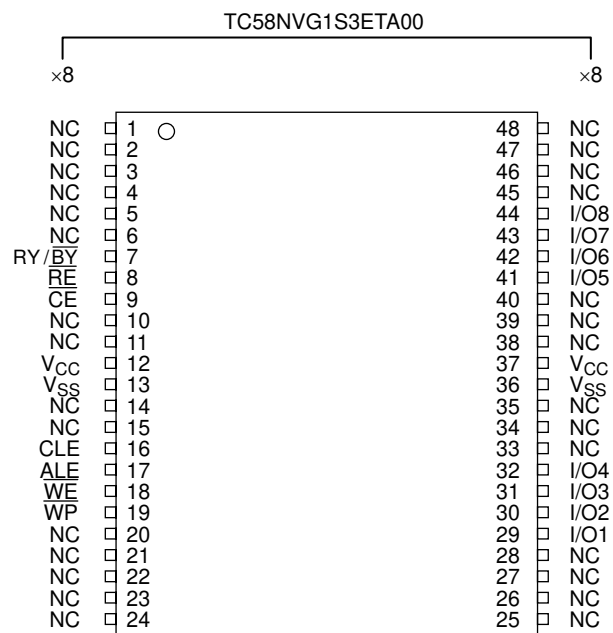 TC58NVG1S3ETA00
×8 ×8
NC 1 48 NC
NC 2 47 NC
NC 3 46 NC
NC 4 45 NC
NC 5 44 I/O8
NC 6 43 I/O7
RY/B̅Y̅ 7 42 I/O6
R̅E̅ 8 41 I/O5
C̅E̅ 9 40 NC
NC 10 39 NC
NC 11 38 NC
VCC 12 37 VCC
VSS 13 36 VSS
NC 14 35 NC
NC 15 34 NC
CLE 16 33 NC
ALE 17 32 I/O4
W̅E̅ 18 31 I/O3
W̅P̅ 19 30 I/O2
NC 20 29 I/O1
NC 21 28 NC
NC 22 27 NC
NC 23 26 NC
NC 24 25 NC